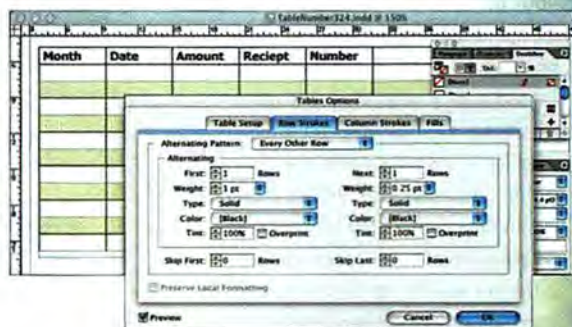 TableNumber324.indd @ 150%
Month Date Amount Reciept Number
[None]
Tables Options
Table Setup Row Strokes Column Strokes Fills
Alternating Pattern: Every Other Row
Alternating
First: 1 Rows Next: 1 Rows
Weight: 1 pt Weight: 0.25 pt
Type: Solid Type: Solid
Color: [Black] Color: [Black]
Tint: 100% Overprint Tint: 100% Overprint
Skip First: 0 Rows Skip Last: 0 Rows
Preserve Local Formatting
Preview Cancel OK